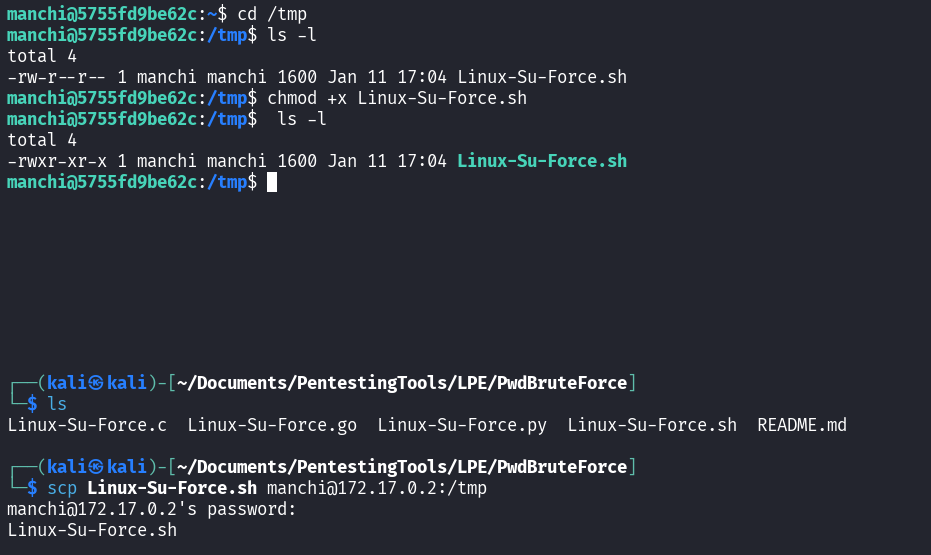 manchi@5755fd9be62c:~$ cd /tmp
manchi@5755fd9be62c:/tmp$ ls -l
total 4
-rw-r--r-- 1 manchi manchi 1600 Jan 11 17:04 Linux-Su-Force.sh
manchi@5755fd9be62c:/tmp$ chmod +x Linux-Su-Force.sh
manchi@5755fd9be62c:/tmp$  ls -l
total 4
-rwxr-xr-x 1 manchi manchi 1600 Jan 11 17:04 Linux-Su-Force.sh
manchi@5755fd9be62c:/tmp$
┌──(kali㉿kali)-[~/Documents/PentestingTools/LPE/PwdBruteForce]
└─$ ls
Linux-Su-Force.c  Linux-Su-Force.go  Linux-Su-Force.py  Linux-Su-Force.sh  README.md
┌──(kali㉿kali)-[~/Documents/PentestingTools/LPE/PwdBruteForce]
└─$ scp Linux-Su-Force.sh manchi@172.17.0.2:/tmp
manchi@172.17.0.2's password:
Linux-Su-Force.sh